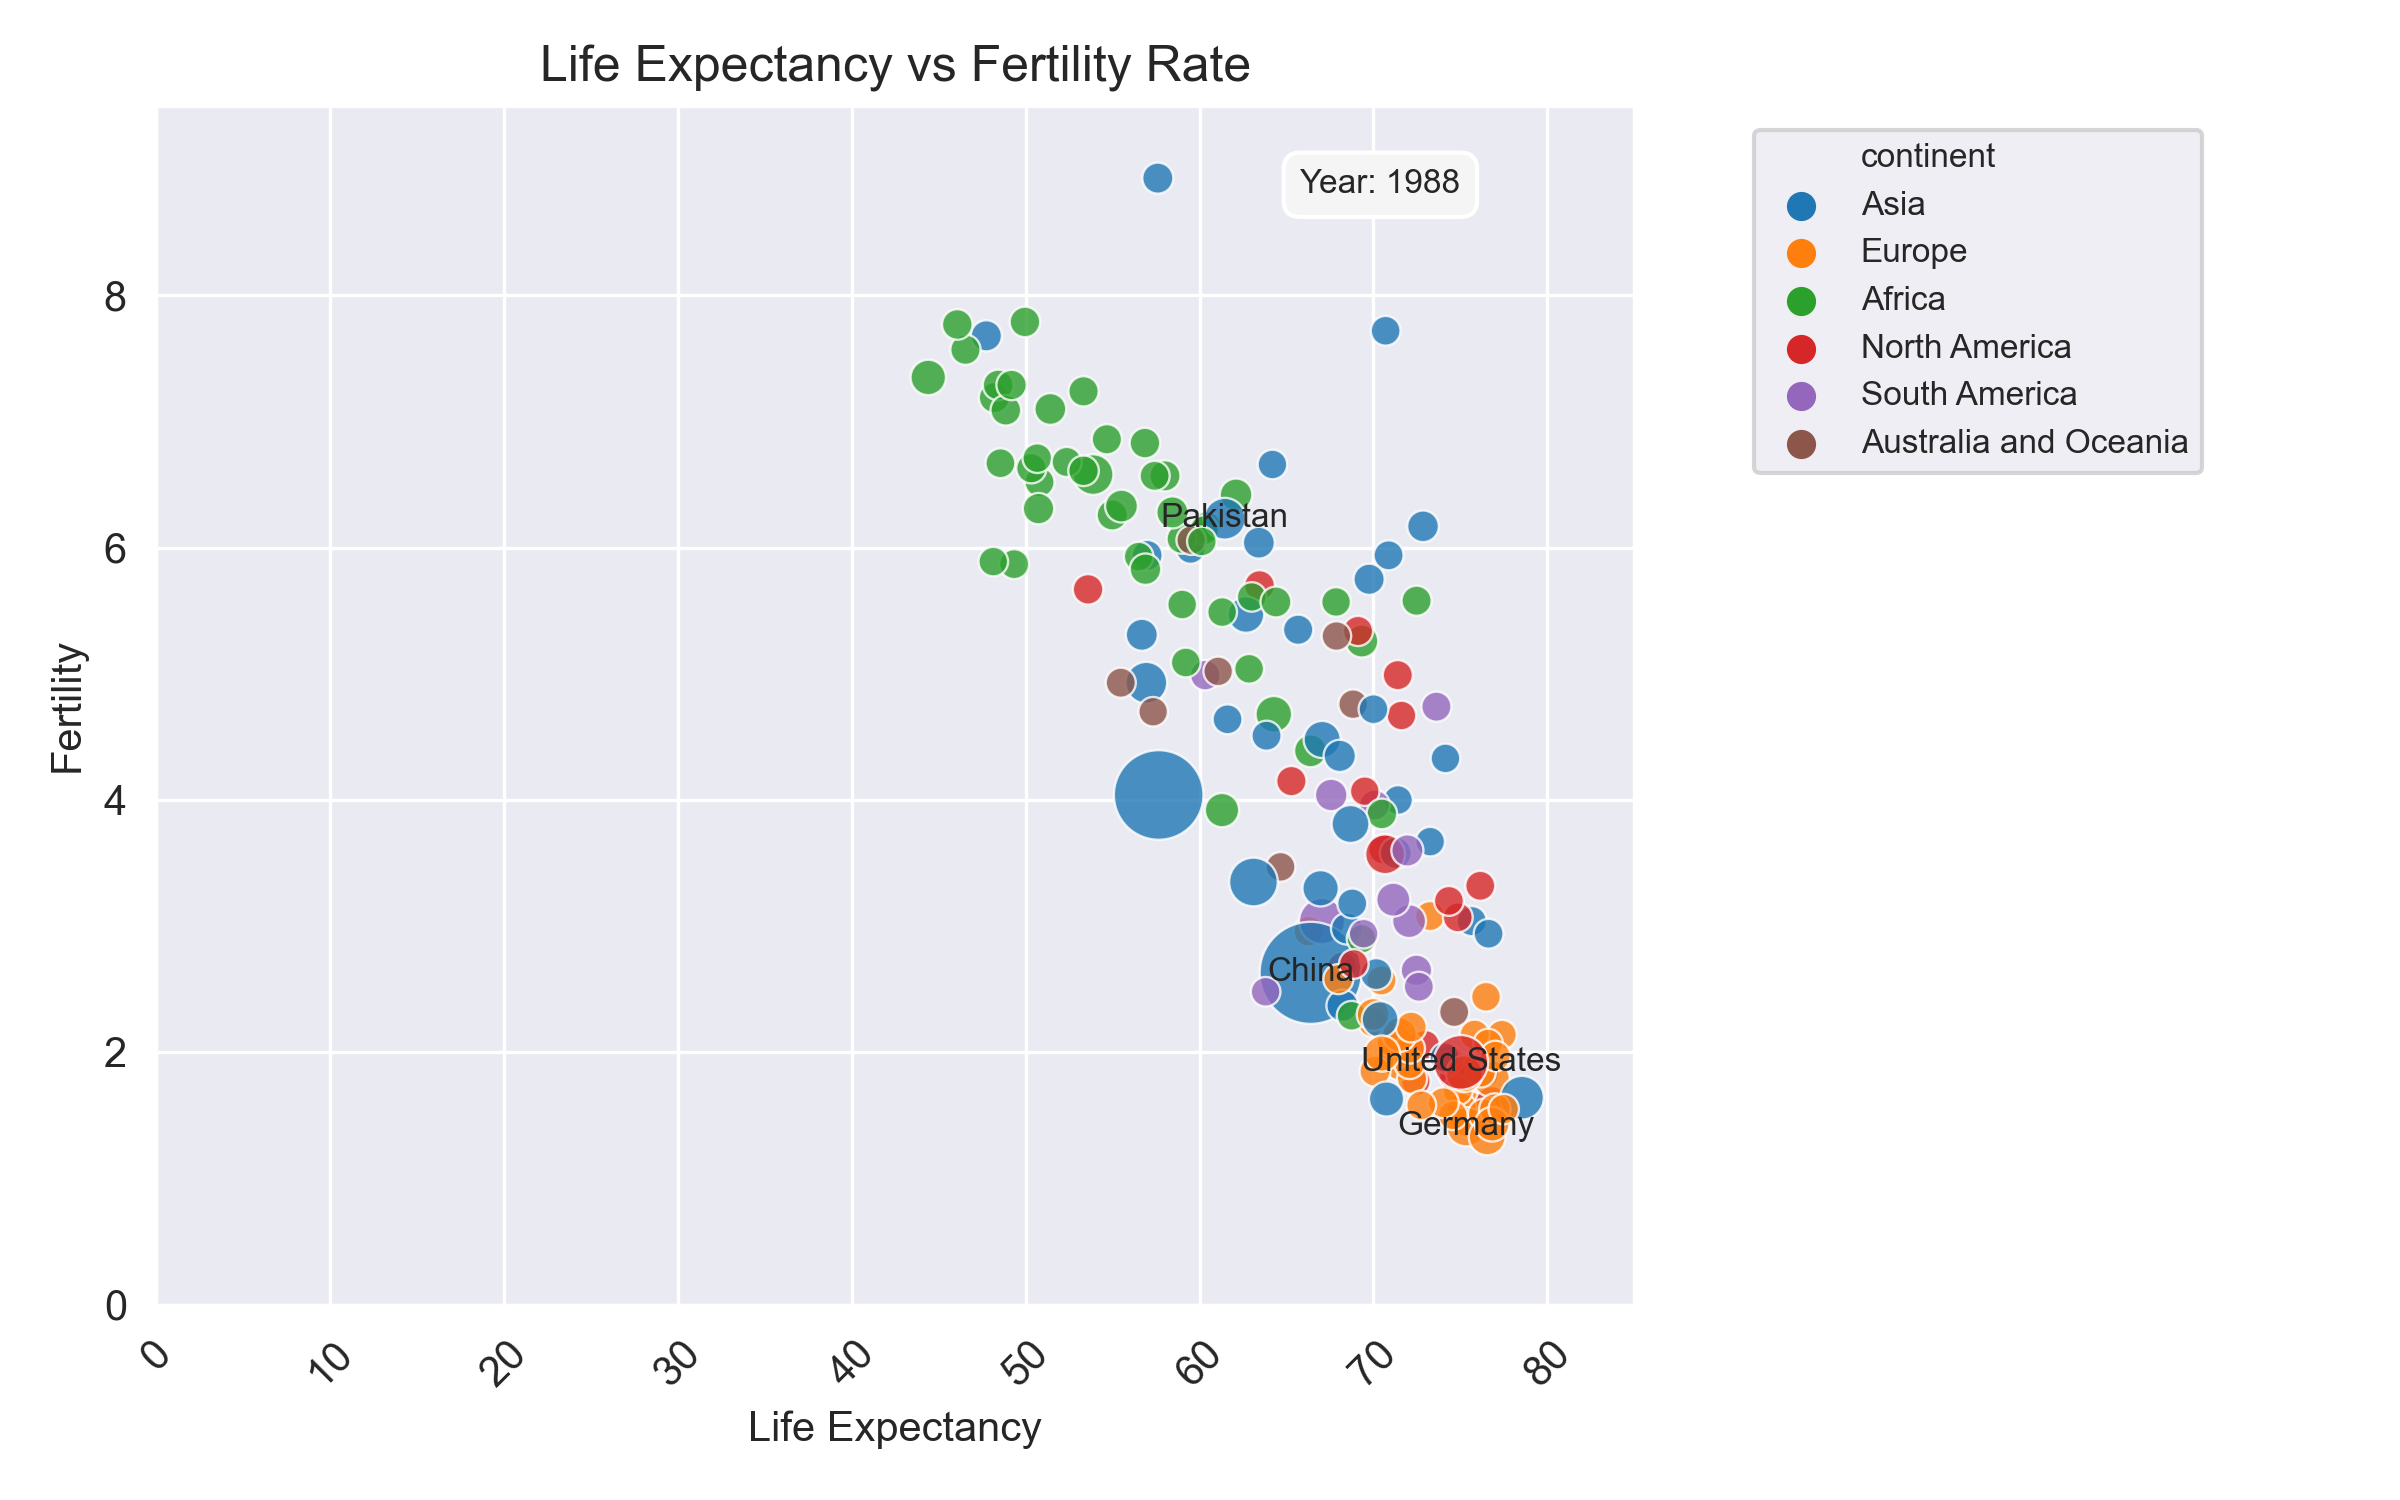 Life Expectancy vs Fertility Rate
Year: 1988
continent
Asia
Europe
Africa
North America
South America
Australia and Oceania
Fertility
8
6
4
2
0
Pakistan
China
United States
Germany
0 10 20 30 40 50 60 70 80
Life Expectancy